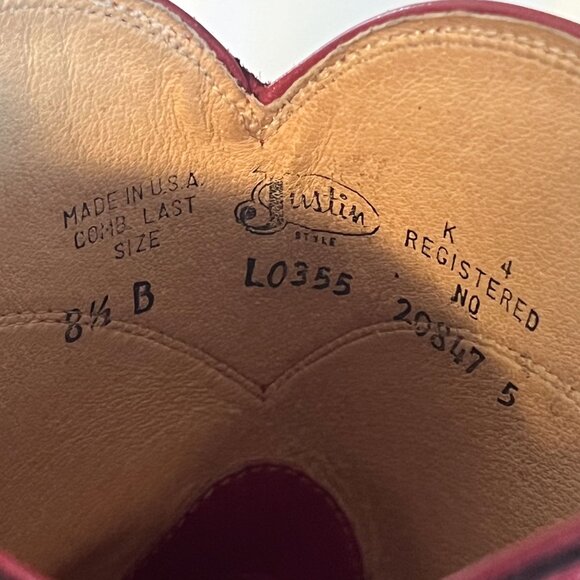 MADE IN U.S.A.
COMB. LAST
SIZE
8½ B
Justin
STYLE
L0355
K 4
REGISTERED
NO
20847 5